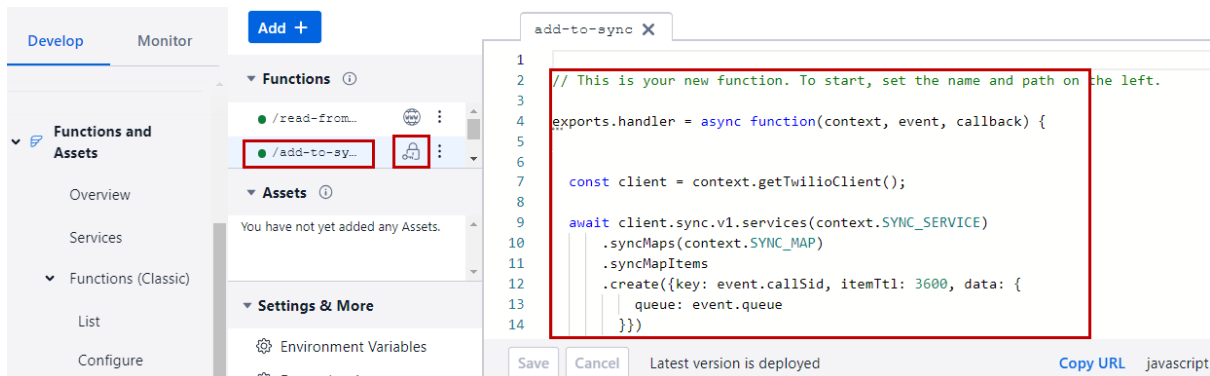 Develop
Monitor
Functions and
Assets
Overview
Services
Functions (Classic)
List
Configure
Add +
Functions
/read-from…
/add-to-sy…
Assets
You have not yet added any Assets.
Settings & More
Environment Variables
add-to-sync
1
2 // This is your new function. To start, set the name and path on the left.
3
4 exports.handler = async function(context, event, callback) {
5
6
7 const client = context.getTwilioClient();
8
9 await client.sync.v1.services(context.SYNC_SERVICE)
10 .syncMaps(context.SYNC_MAP)
11 .syncMapItems
12 .create({key: event.callSid, itemTtl: 3600, data: {
13 queue: event.queue
14 }})
Save
Cancel
Latest version is deployed
Copy URL
javascript